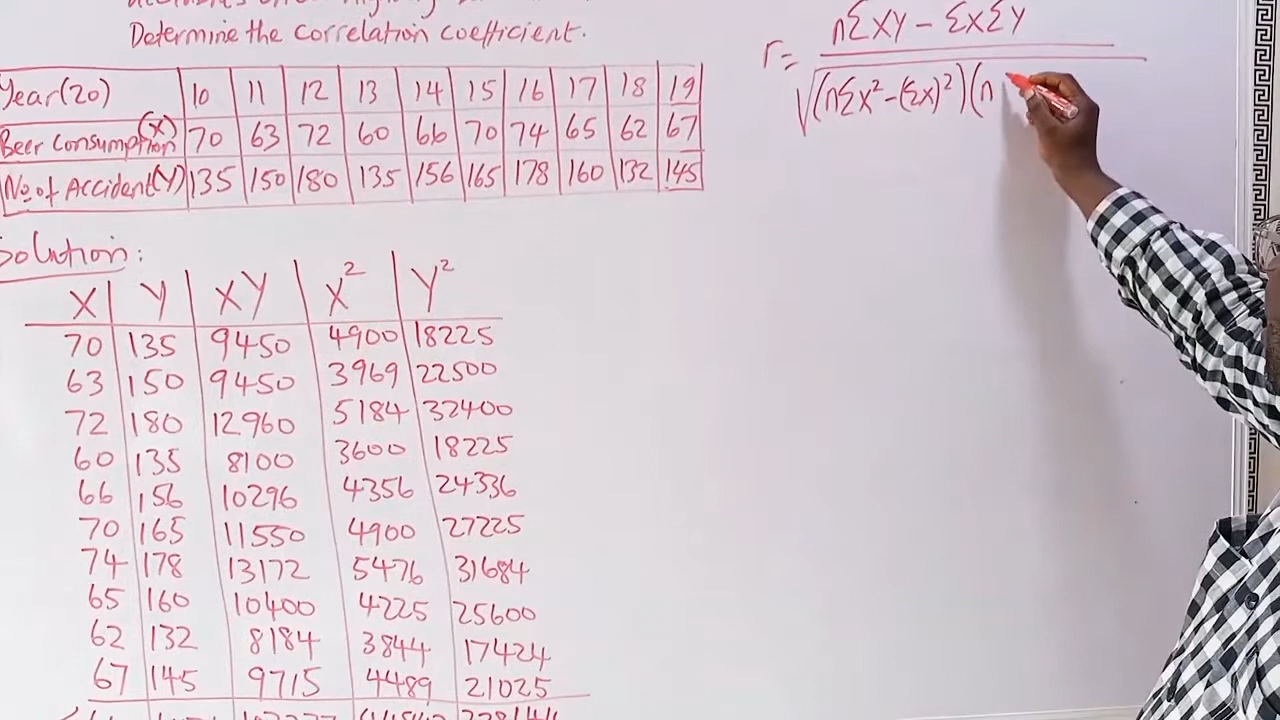 Determine the correlation coefficient.
Year(20) 10 11 12 13 14 15 16 17 18 19
Beer Consumption (X) 70 63 72 60 66 70 74 65 62 67
No of Accident(Y) 135 150 180 135 156 165 178 160 132 145
Solution:
X Y XY X² Y²
70 135 9450 4900 18225
63 150 9450 3969 22500
72 180 12960 5184 32400
60 135 8100 3600 18225
66 156 10296 4356 24336
70 165 11550 4900 27225
74 178 13172 5476 31684
65 160 10400 4225 25600
62 132 8184 3844 17424
67 145 9715 4489 21025
r = nΣXY - ΣXΣY
√(nΣX² - (ΣX)²)(n